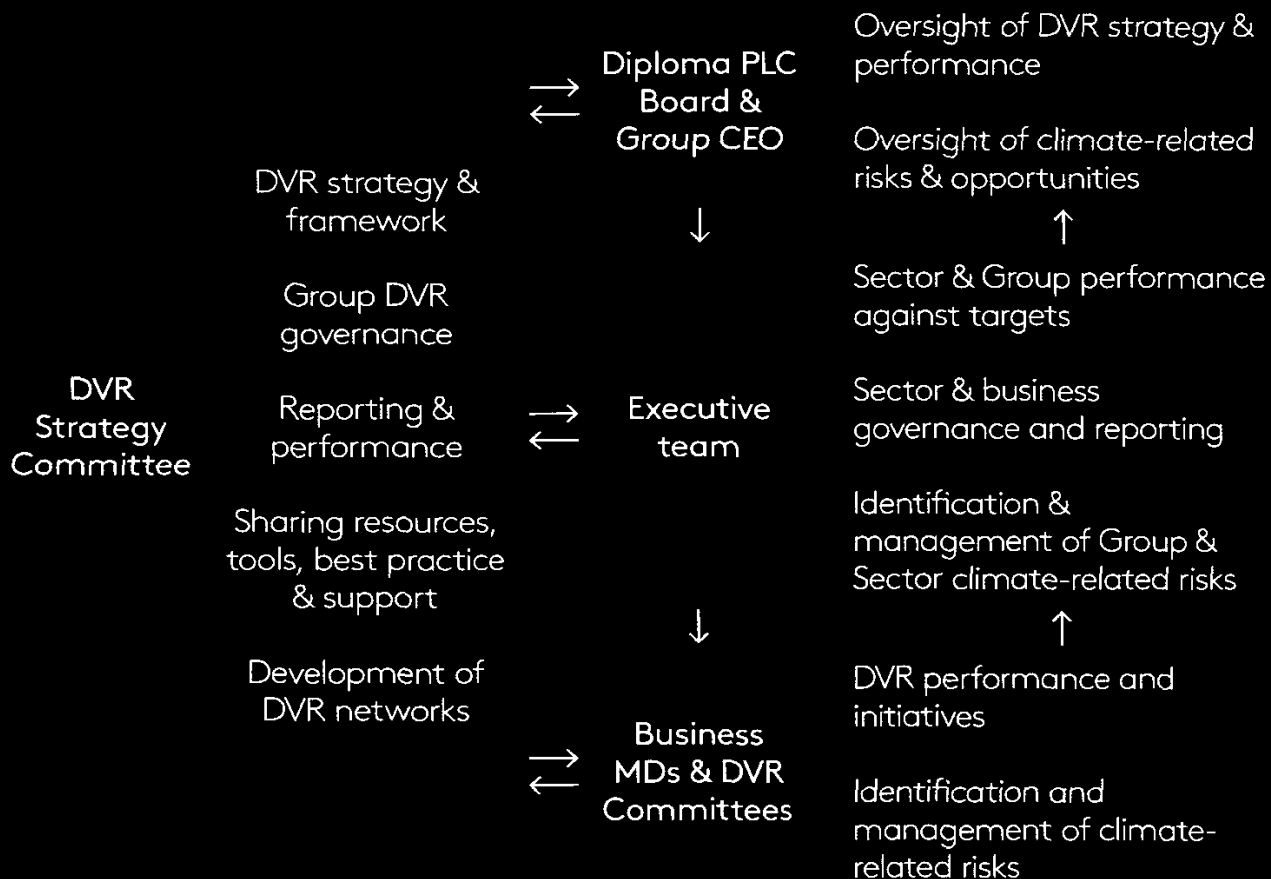 DVR
Strategy
Committee
DVR strategy &
framework
Group DVR
governance
Reporting &
performance
Sharing resources,
tools, best practice
& support
Development of
DVR networks
Diploma PLC
Board &
Group CEO
Executive
team
Business
MDs & DVR
Committees
Oversight of DVR strategy &
performance
Oversight of climate-related
risks & opportunities
Sector & Group performance
against targets
Sector & business
governance and reporting
Identification &
management of Group &
Sector climate-related risks
DVR performance and
initiatives
Identification and
management of climate-
related risks